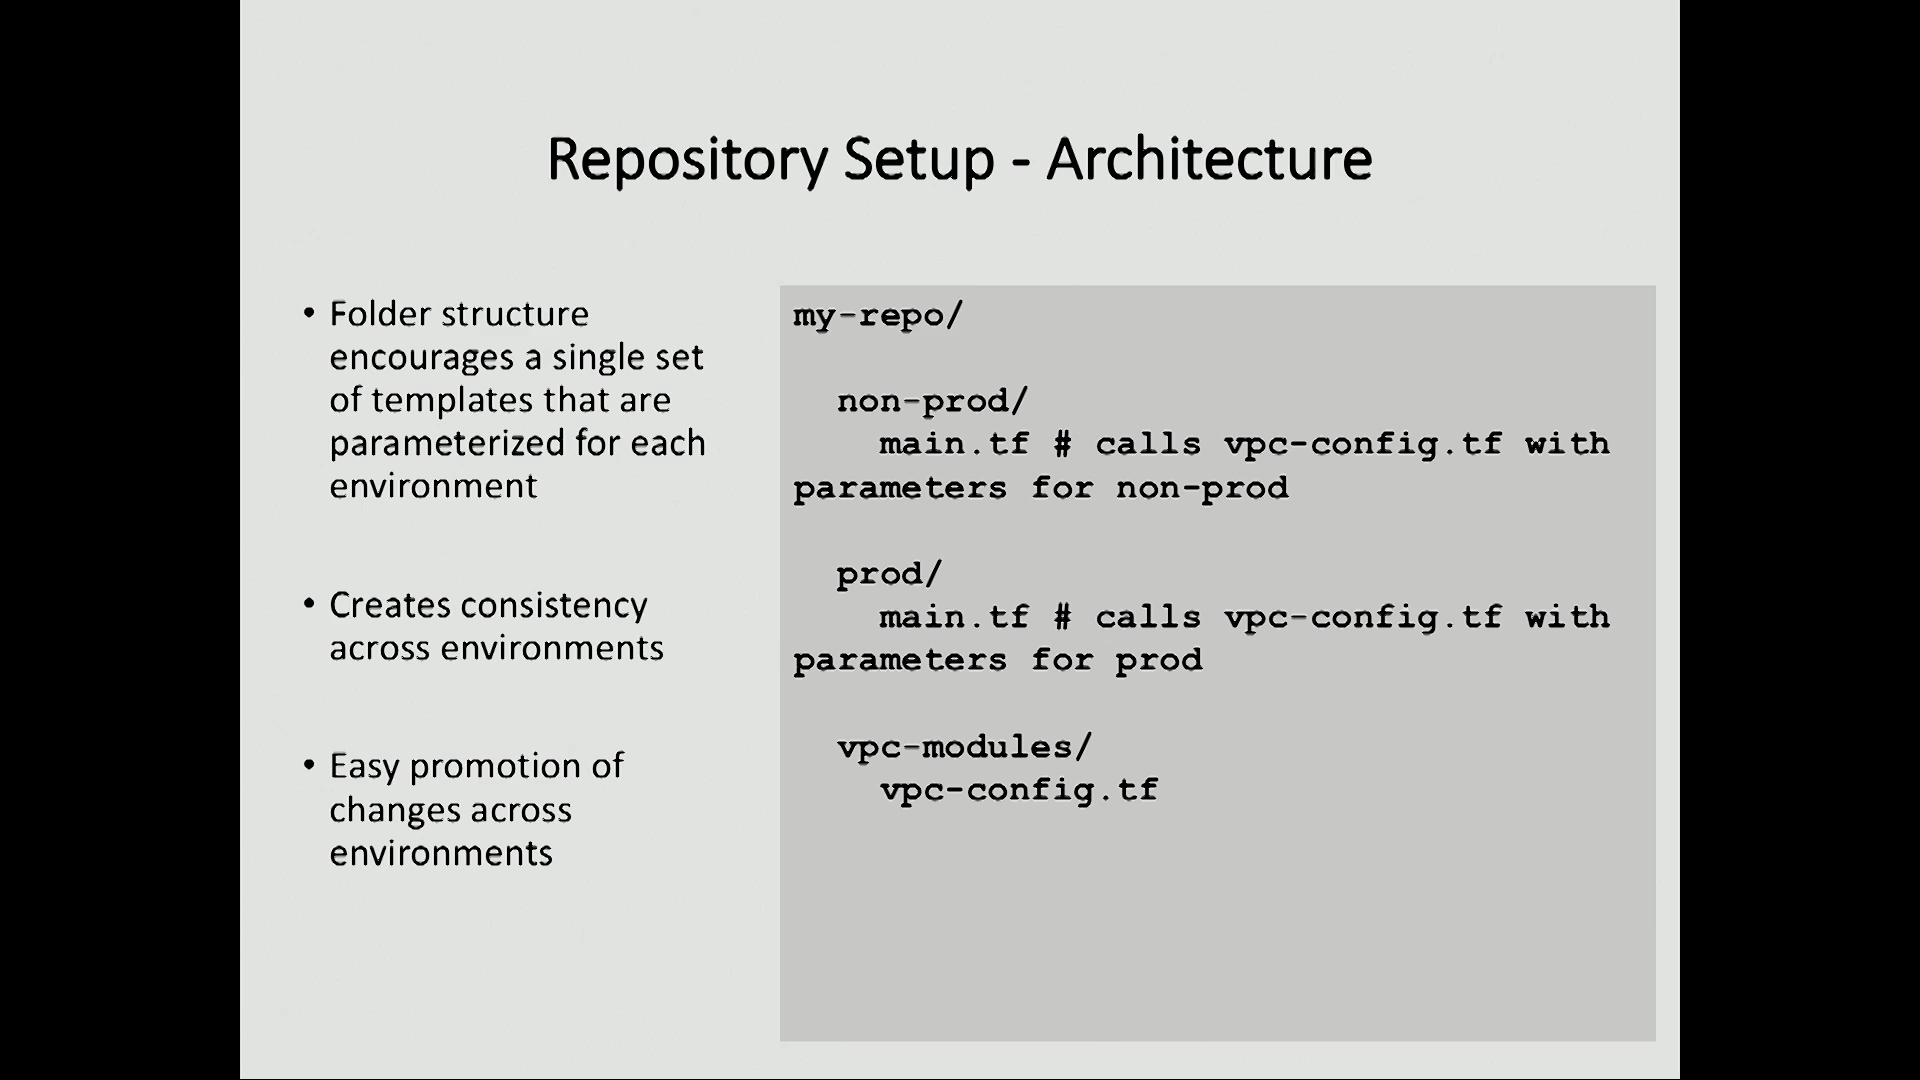 Repository Setup - Architecture
• Folder structure
encourages a single set
of templates that are
parameterized for each
environment
• Creates consistency
across environments
• Easy promotion of
changes across
environments
my-repo/
non-prod/
main.tf # calls vpc-config.tf with
parameters for non-prod
prod/
main.tf # calls vpc-config.tf with
parameters for prod
vpc-modules/
vpc-config.tf